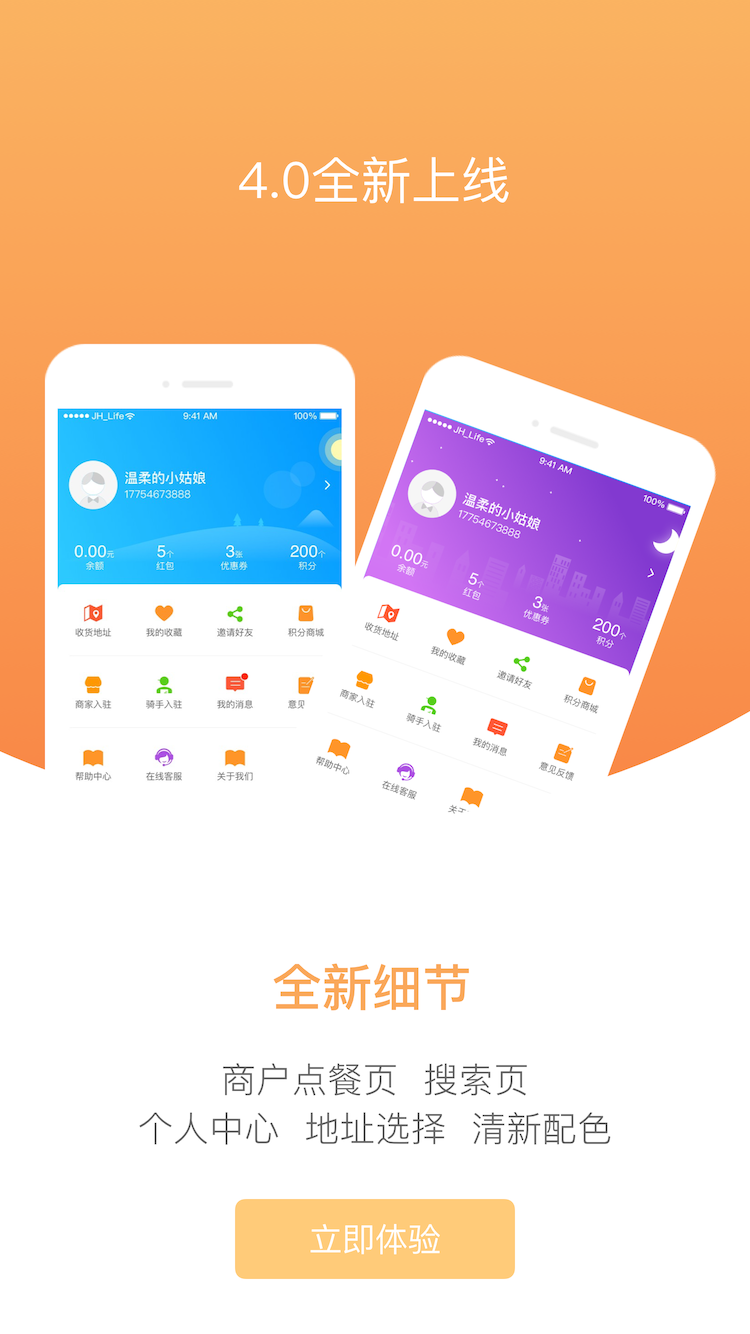 4.0全新上线
JH_Life 9:41 AM 100%
温柔的小姑娘
17754673888
0.00元 5个 3张 200个
余额 红包 优惠券 积分
收货地址 我的收藏 邀请好友 积分商城
商家入驻 骑手入驻 我的消息 意见
帮助中心 在线客服 关于我们
JH_Life 9:41 AM 100%
温柔的小姑娘
17754673888
0.00元 5个 3张 200个
余额 红包 优惠券 积分
收货地址 我的收藏 邀请好友 积分商城
商家入驻 骑手入驻 我的消息 意见反馈
帮助中心 在线客服 关于
全新细节
商户点餐页 搜索页
个人中心 地址选择 清新配色
立即体验